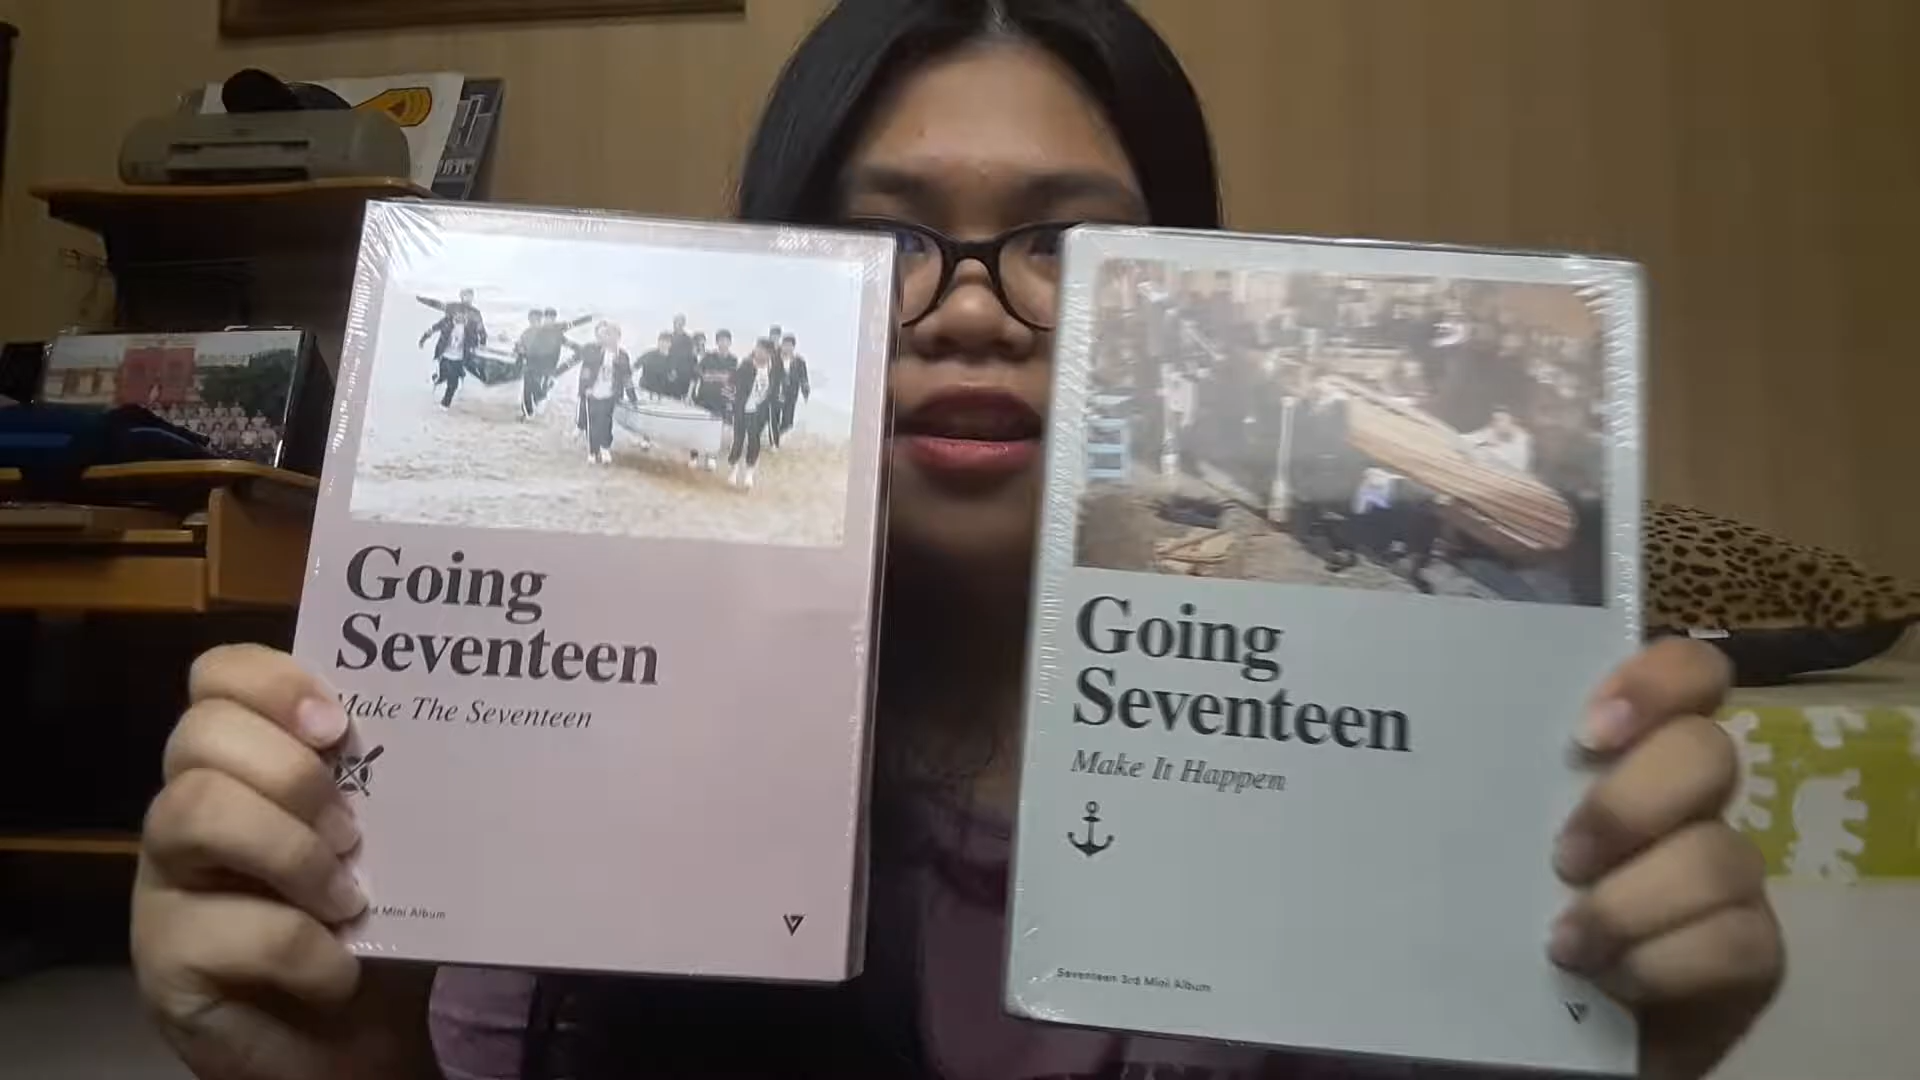 Going
Seventeen
Make The Seventeen
Mini Album
Going
Seventeen
Make It Happen
Seventeen 3rd Mini Album